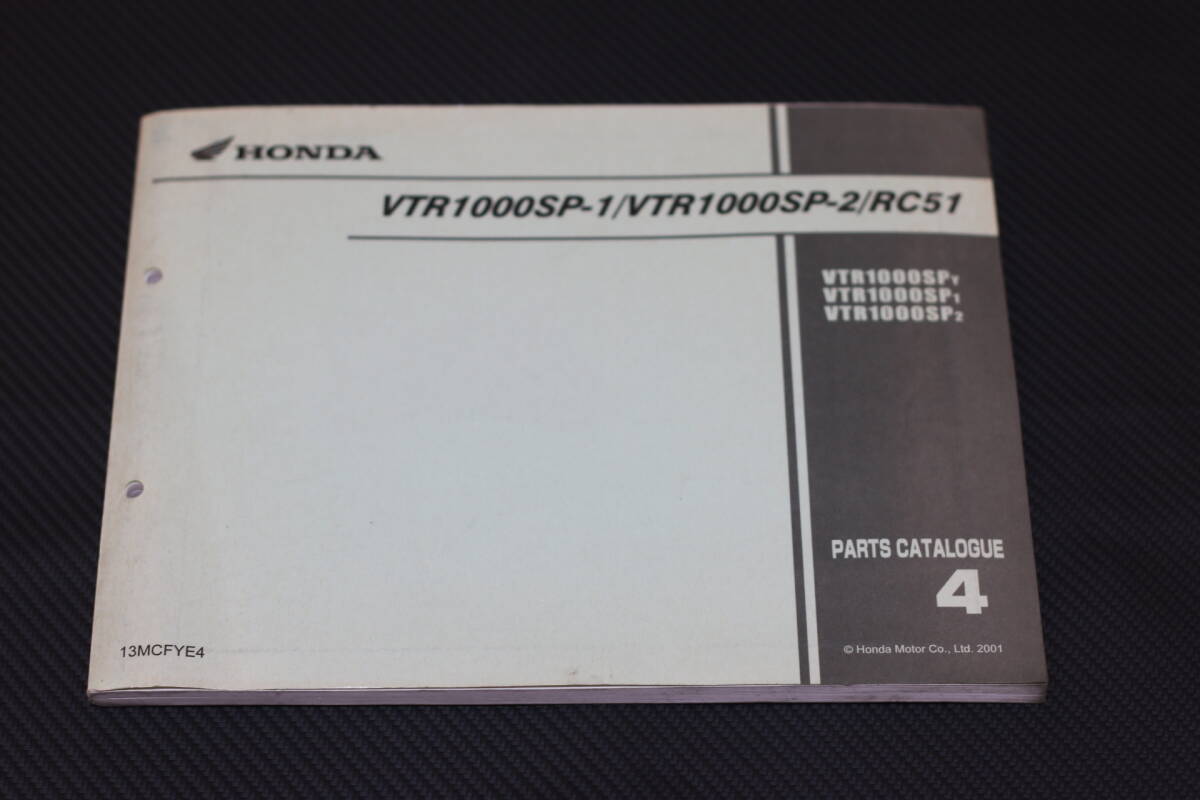 HONDA
VTR1000SP-1/VTR1000SP-2/RC51
VTR1000SPY
VTR1000SP1
VTR1000SP2
PARTS CATALOGUE
4
13MCFYE4
© Honda Motor Co., Ltd. 2001